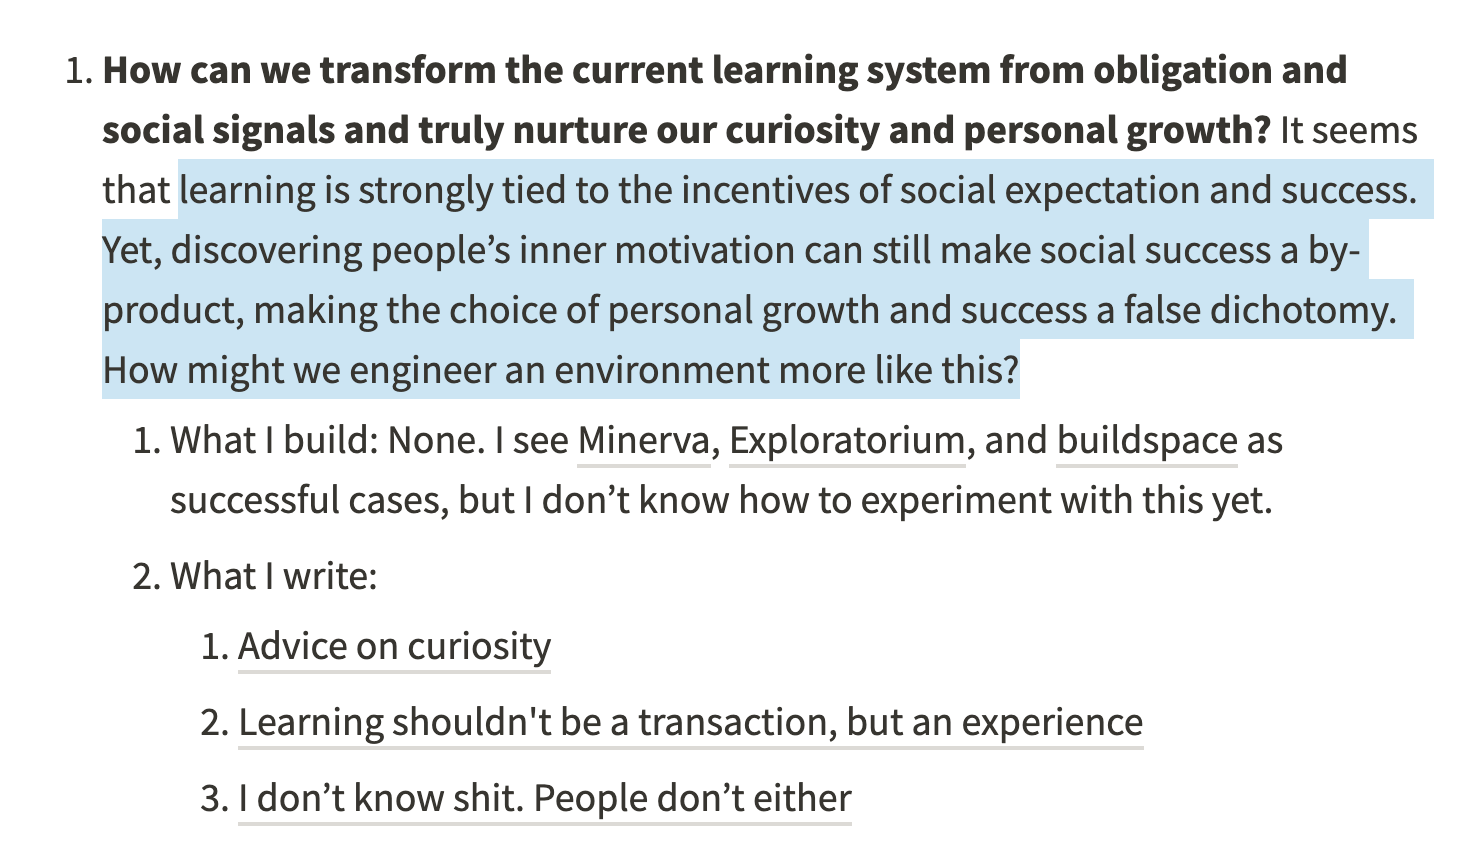 1. How can we transform the current learning system from obligation and
social signals and truly nurture our curiosity and personal growth? It seems
that learning is strongly tied to the incentives of social expectation and success.
Yet, discovering people’s inner motivation can still make social success a by-
product, making the choice of personal growth and success a false dichotomy.
How might we engineer an environment more like this?
1. What I build: None. I see Minerva, Exploratorium, and buildspace as
successful cases, but I don’t know how to experiment with this yet.
2. What I write:
1. Advice on curiosity
2. Learning shouldn't be a transaction, but an experience
3. I don’t know shit. People don’t either